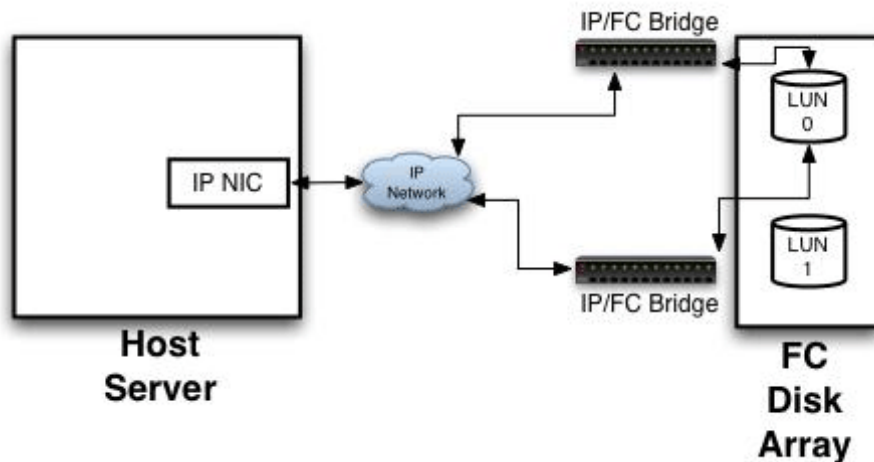 IP/FC Bridge
LUN
0
IP NIC
IP
Network
LUN
1
IP/FC Bridge
Host
Server
FC
Disk
Array